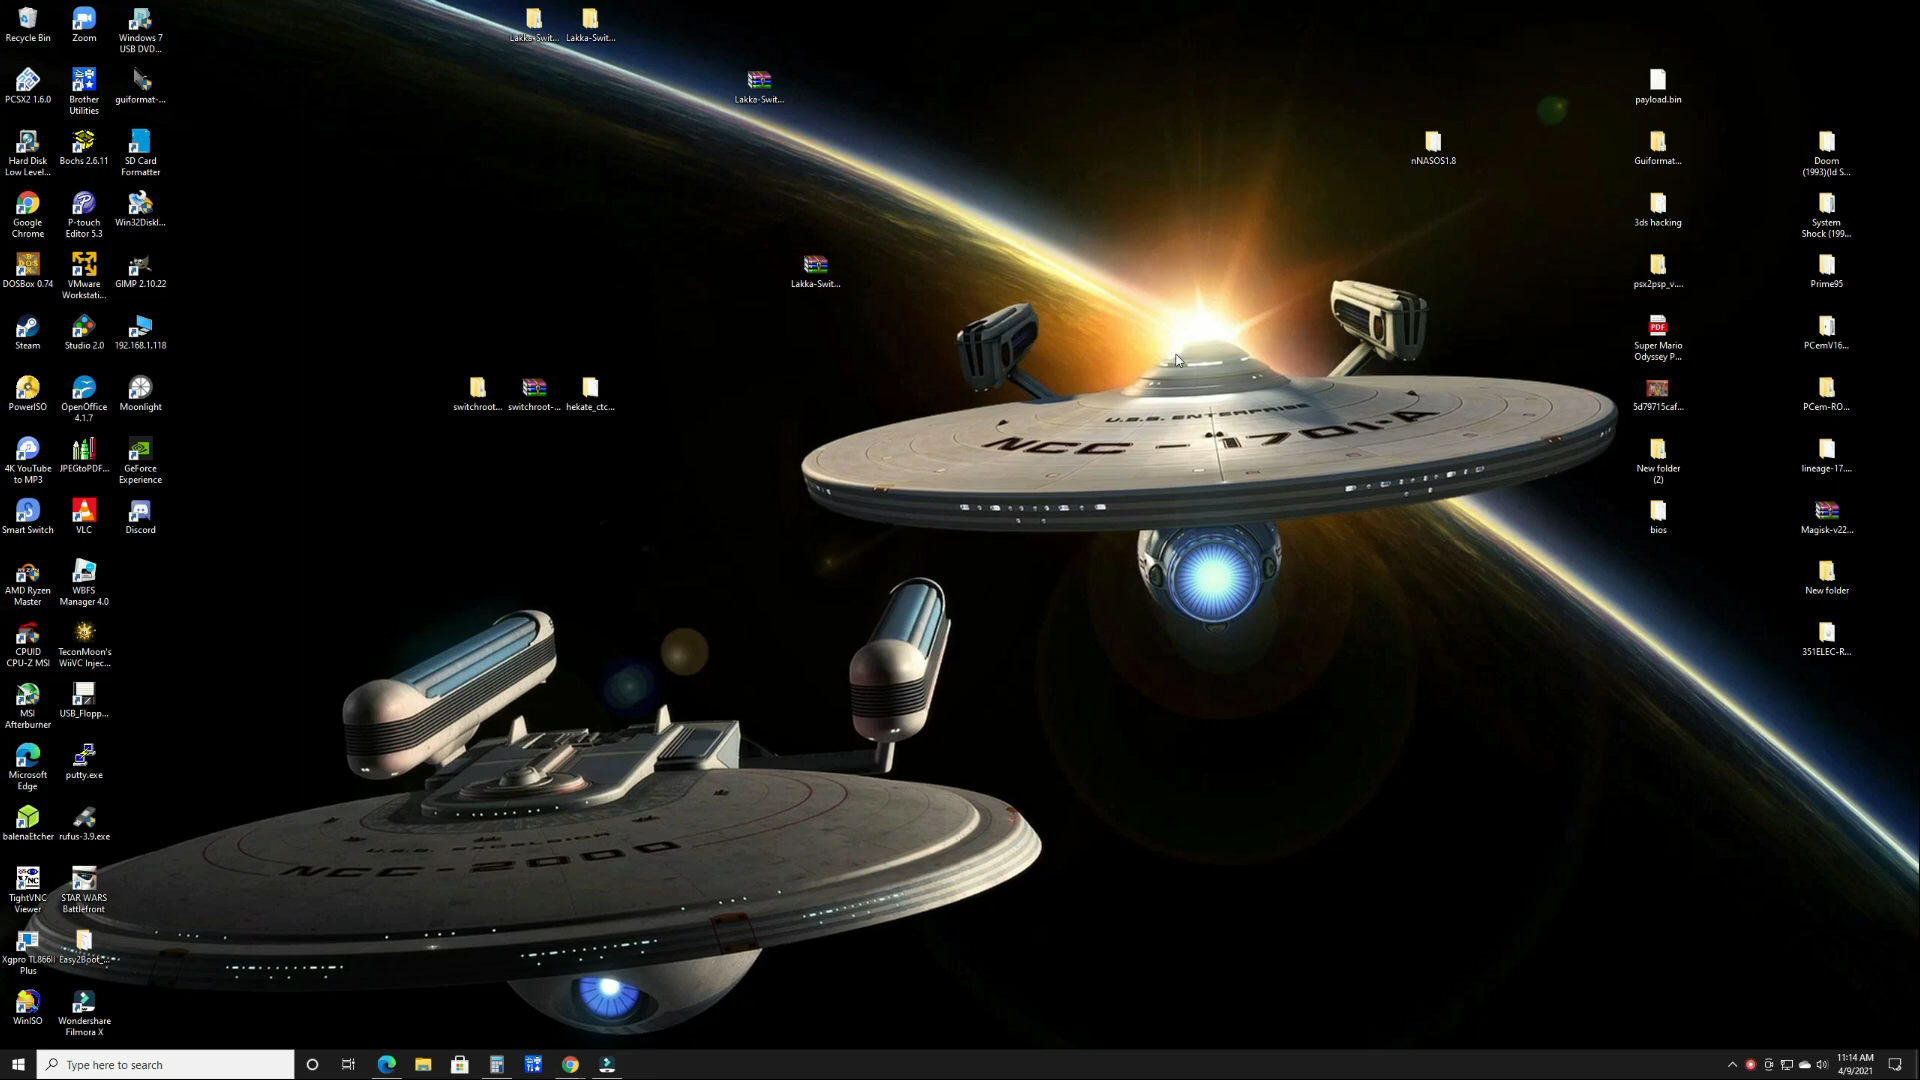 Recycle Bin
Zoom
Windows 7
USB DVD...
Lakka-Swit...
Lakka-Swit...
PCSX2 1.6.0
Brother
Utilities
guiformat-...
Lakka-Swit...
payload.bin
Hard Disk
Low Level...
Bochs 2.6.11
SD Card
Formatter
nNASOS1.8
Guiformat...
Doom
(1993)(Id S...
Google
Chrome
P-touch
Editor 5.3
Win32DiskI...
3ds hacking
System
Shock (199...
DOSBox 0.74
VMware
Workstati...
GIMP 2.10.22
Lakka-Swit...
psx2psp_v....
Prime95
Steam
Studio 2.0
192.168.1.118
Super Mario
Odyssey P...
PCemV16...
PowerISO
OpenOffice
4.1.7
Moonlight
switchroot...
switchroot-...
hekate_ctc...
5d79715caf...
PCem-RO...
U.S.S. ENTERPRISE
NCC-1701-A
4K YouTube
to MP3
JPEGtoPDF...
GeForce
Experience
New folder
(2)
lineage-17....
Smart Switch
VLC
Discord
bios
Magisk-v22...
AMD Ryzen
Master
WBFS
Manager 4.0
New folder
CPUID
CPU-Z MSI
TeconMoon's
WiiVC Injec...
351ELEC-R...
MSI
Afterburner
USB_Flopp...
Microsoft
Edge
putty.exe
balenaEtcher
rufus-3.9.exe
U.S.S. EXCELSIOR
NCC-2000
TightVNC
Viewer
STAR WARS
Battlefront
Xgpro TL866II
Plus
Easy2Boot_...
WinISO
Wondershare
Filmora X
Type here to search
11:14 AM
4/9/2021